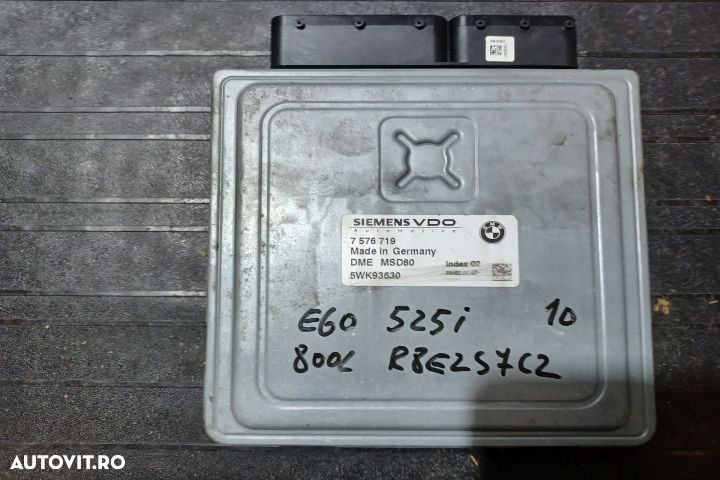 SIEMENS VDO
Automotive
7 576 719
Made in Germany
DME MSD80 Index 02
5WK93630
E60 525i 10
R8E2S7C2
AUTOVIT.RO